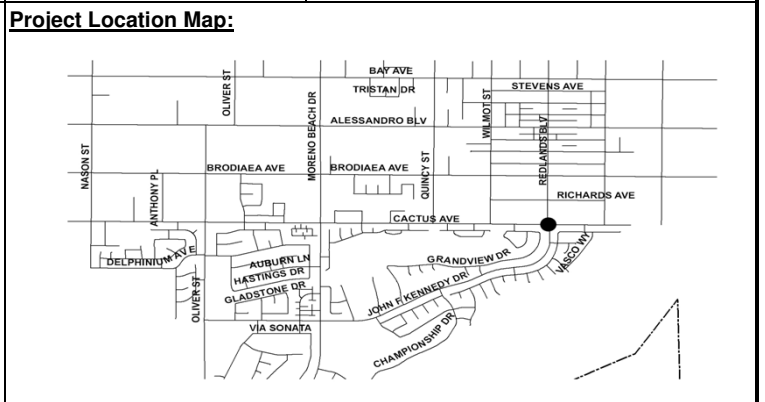 Project Location Map:
BAY AVE
TRISTAN DR
STEVENS AVE
OLIVER ST
MORENO BEACH DR
WILMOT ST
ALESSANDRO BLV
REDLANDS BLV
NASON ST
BRODIAEA AVE
BRODIAEA AVE
QUINCY ST
ANTHONY PL
RICHARDS AVE
CACTUS AVE
DELPHINIUM AVE
AUBURN LN
GRANDVIEW DR
VASCO WY
HASTINGS DR
OLIVER ST
GLADSTONE DR
JOHN F KENNEDY DR
VIA SONATA
CHAMPIONSHIP DR